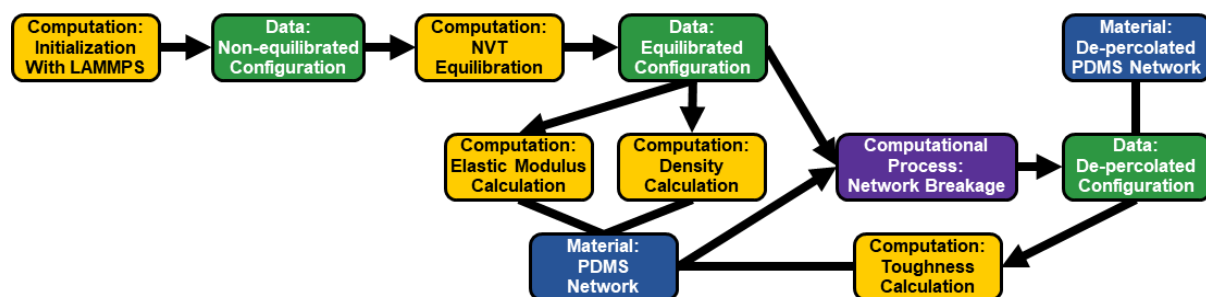 Computation:
Initialization
With LAMMPS
Data:
Non-equilibrated
Configuration
Computation:
NVT
Equilibration
Data:
Equilibrated
Configuration
Material:
De-percolated
PDMS Network
Computation:
Elastic Modulus
Calculation
Computation:
Density
Calculation
Computational
Process:
Network Breakage
Data:
De-percolated
Configuration
Material:
PDMS
Network
Computation:
Toughness
Calculation